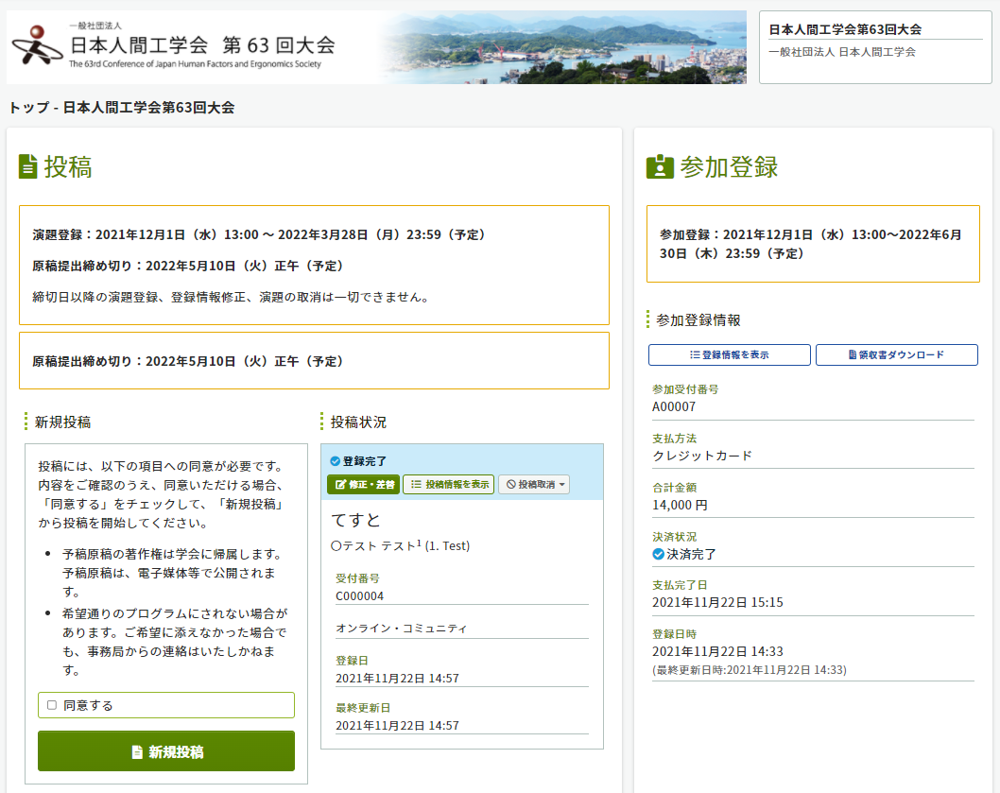 一般社団法人
日本人間工学会 第 63 回大会
The 63rd Conference of Japan Human Factors and Ergonomics Society
日本人間工学会第63回大会
一般社団法人 日本人間工学会
トップ - 日本人間工学会第63回大会
投稿
演題登録：2021年12月1日（水）13:00 ～ 2022年3月28日（月）23:59（予定）
原稿提出締め切り：2022年5月10日（火）正午（予定）
締切日以降の演題登録、登録情報修正、演題の取消は一切できません。
原稿提出締め切り：2022年5月10日（火）正午（予定）
新規投稿
投稿には、以下の項目への同意が必要です。
内容をご確認のうえ、同意いただける場合、
「同意する」をチェックして、「新規投稿」
から投稿を開始してください。
予稿原稿の著作権は学会に帰属します。
予稿原稿は、電子媒体等で公開されま
す。
希望通りのプログラムにされない場合が
あります。ご希望に添えなかった場合で
も、事務局からの連絡はいたしかねま
す。
同意する
新規投稿
投稿状況
登録完了
修正・差替 投稿情報を表示 投稿取消
てすと
〇テスト テスト¹ (1. Test)
受付番号
C000004
オンライン・コミュニティ
登録日
2021年11月22日 14:57
最終更新日
2021年11月22日 14:57
参加登録
参加登録：2021年12月1日（水）13:00～2022年6月
30日（木）23:59（予定）
参加登録情報
登録情報を表示 領収書ダウンロード
参加受付番号
A00007
支払方法
クレジットカード
合計金額
14,000 円
決済状況
決済完了
支払完了日
2021年11月22日 15:15
登録日時
2021年11月22日 14:33
(最終更新日時:2021年11月22日 14:33)